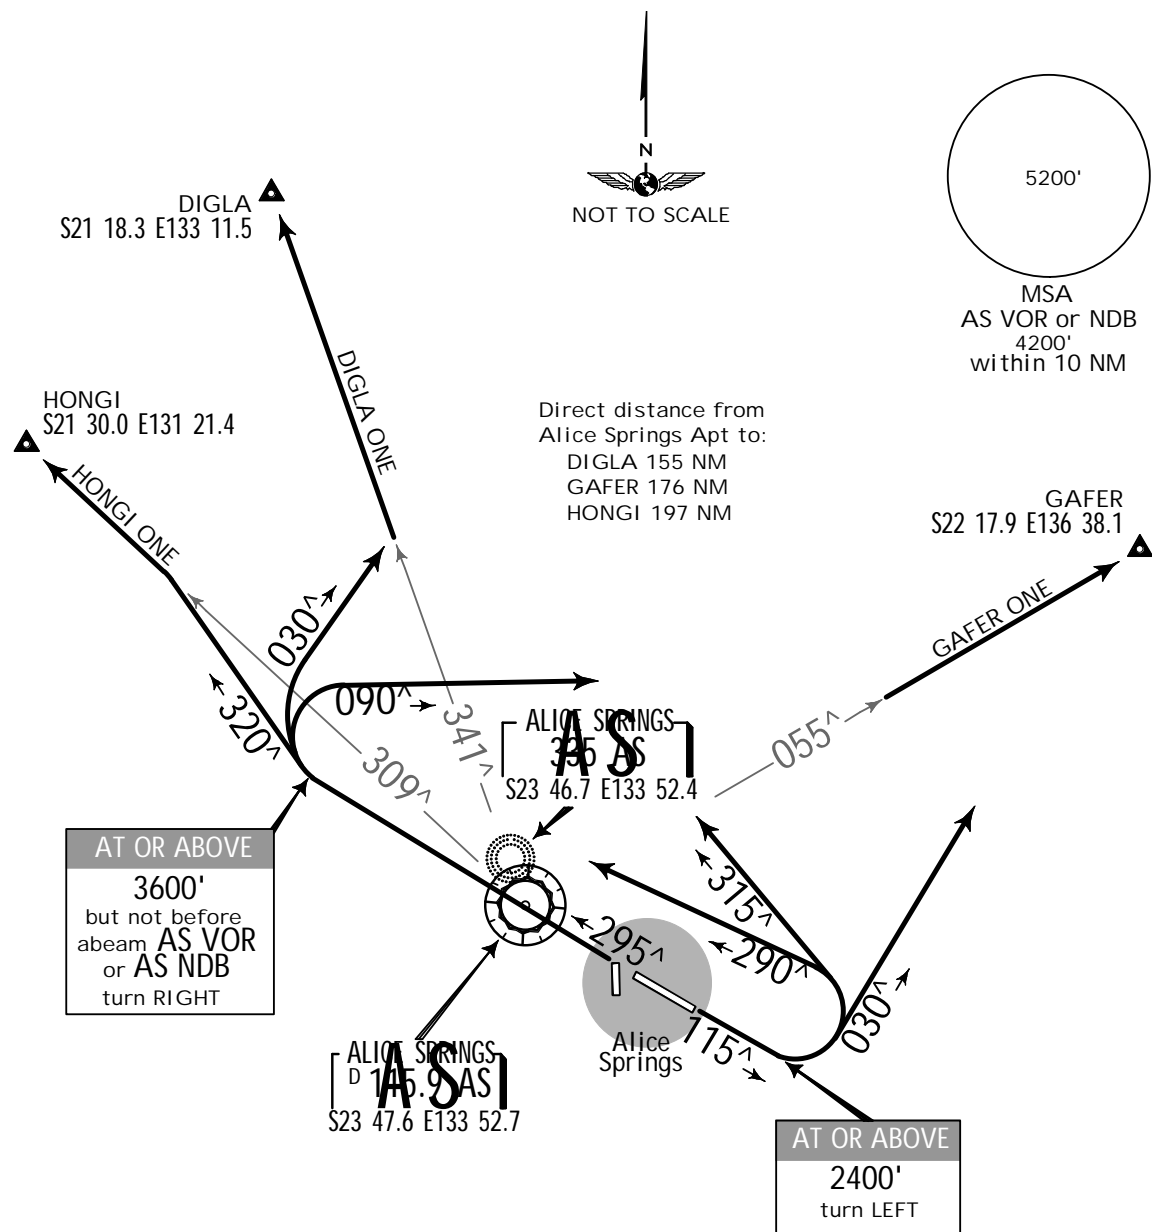 N
NOT TO SCALE
5200'
MSA
AS VOR or NDB
4200'
within 10 NM
DIGLA
S21 18.3 E133 11.5
DIGLA ONE
HONGI
S21 30.0 E131 21.4
HONGI ONE
Direct distance from
Alice Springs Apt to:
DIGLA 155 NM
GAFER 176 NM
HONGI 197 NM
GAFER
S22 17.9 E136 38.1
GAFER ONE
030^
090^
320^
309^
341^
055^
ALICE SPRINGS
AS
S23 46.7 E133 52.4
AT OR ABOVE
3600'
but not before
abeam AS VOR
or AS NDB
turn RIGHT
315^
290^
295^
030^
115^
Alice
Springs
ALICE SPRINGS
D 115.9 AS
S23 47.6 E133 52.7
AT OR ABOVE
2400'
turn LEFT